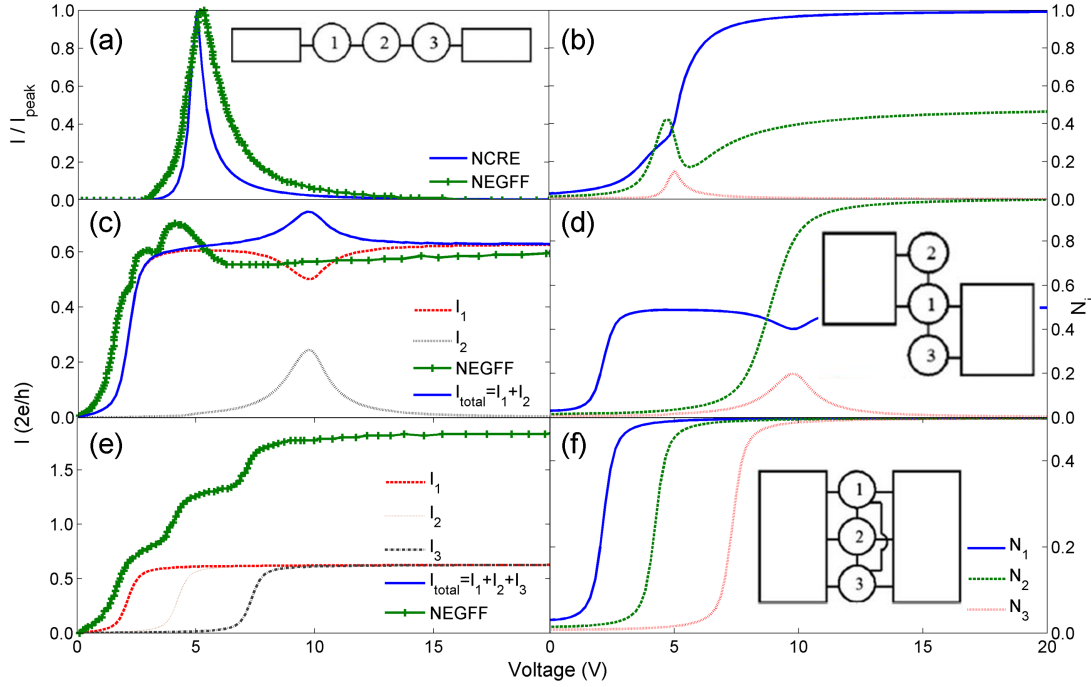 (a)
1 2 3
1.0
0.8
0.6
0.4
0.2
0.0
I / I_peak
NCRE
NEGFF
(b)
1.0
0.8
0.6
0.4
0.2
0.0
(c)
0.6
0.4
0.2
0.0
I_1
I_2
NEGFF
I_total=I_1+I_2
I (2e/h)
(d)
2
1
3
0.8
0.6
0.4
0.2
0.0
N_i
(e)
1.5
1.0
0.5
0.0
0 5 10 15
I_1
I_2
I_3
I_total=I_1+I_2+I_3
NEGFF
(f)
1
2
3
N_1
N_2
N_3
0.4
0.2
0.0
0 5 10 15 20
Voltage (V)